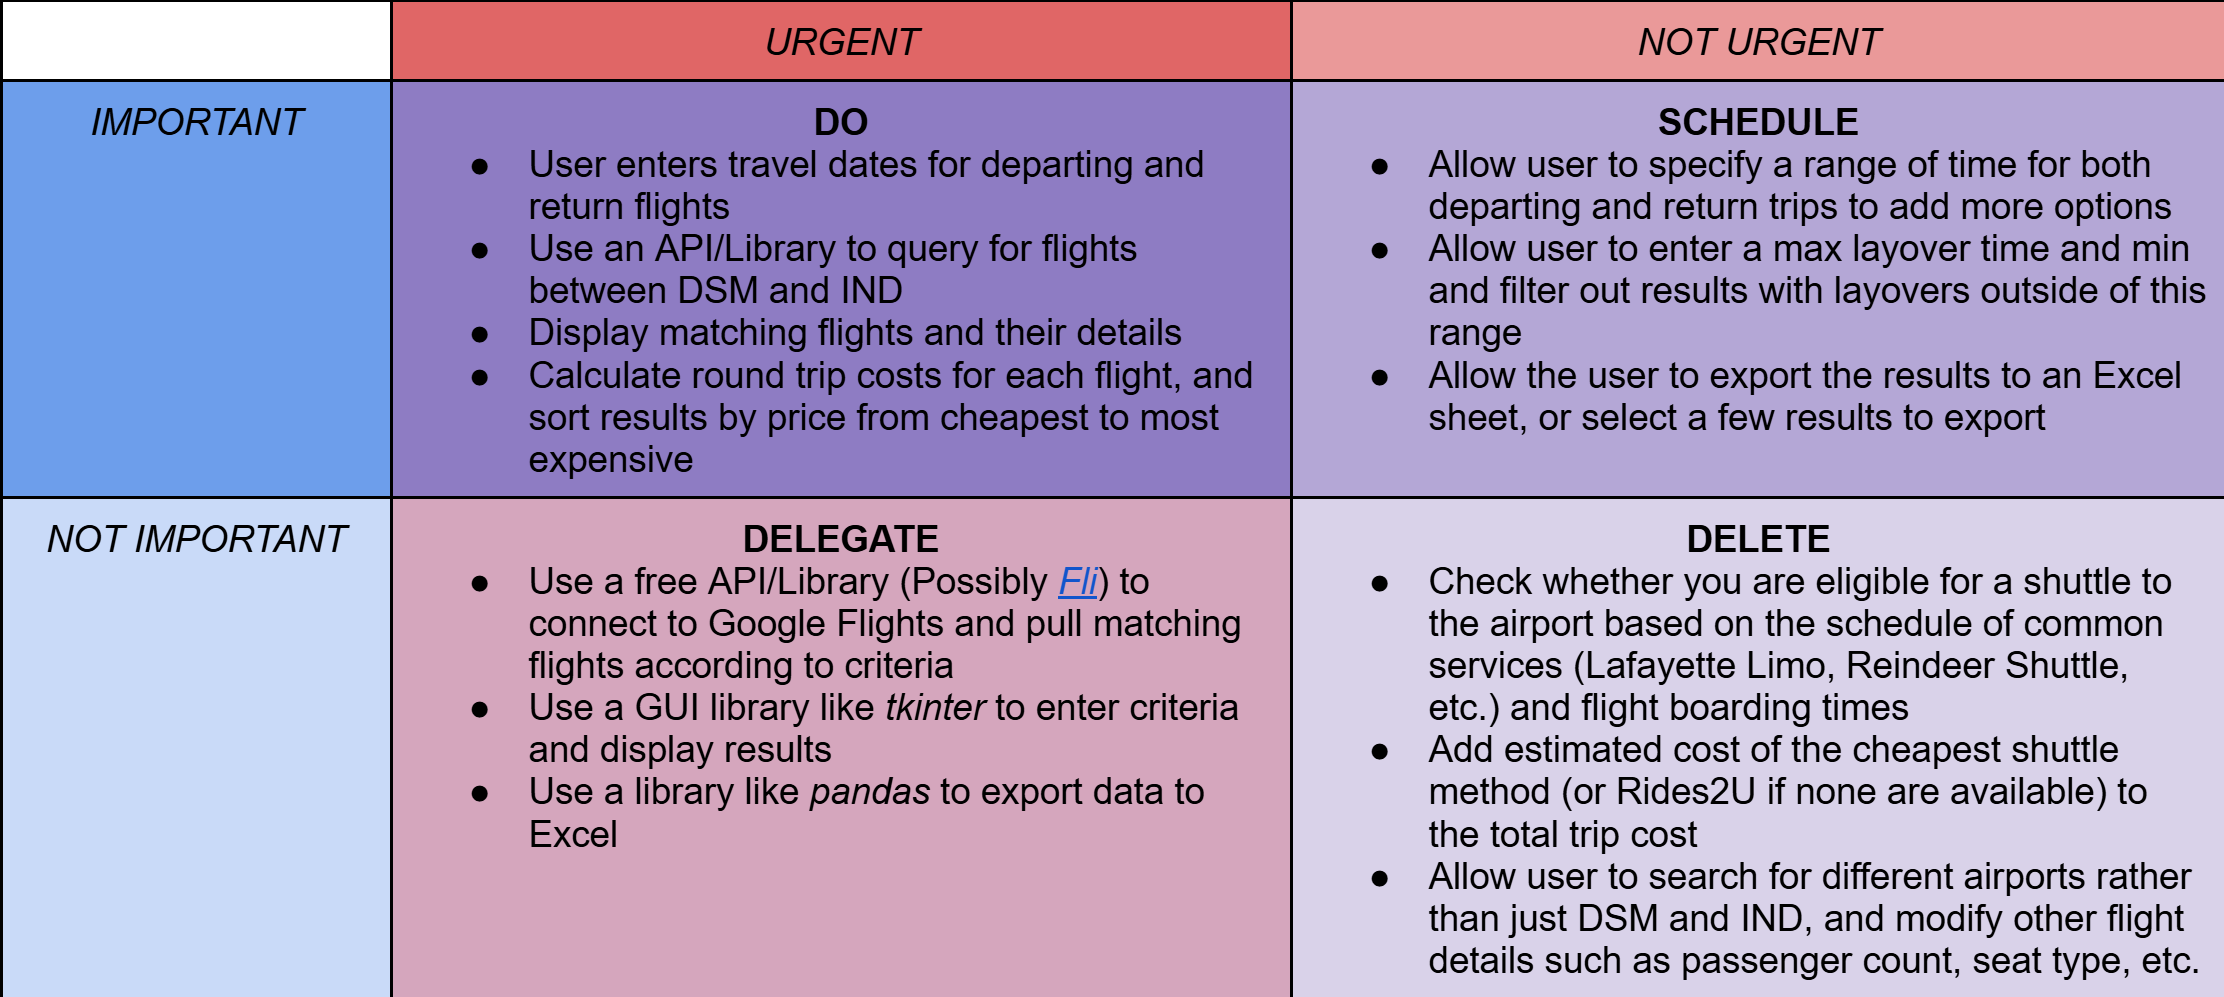 URGENT
NOT URGENT
IMPORTANT
DO
● User enters travel dates for departing and
return flights
● Use an API/Library to query for flights
between DSM and IND
● Display matching flights and their details
● Calculate round trip costs for each flight, and
sort results by price from cheapest to most
expensive
SCHEDULE
● Allow user to specify a range of time for both
departing and return trips to add more options
● Allow user to enter a max layover time and min
and filter out results with layovers outside of this
range
● Allow the user to export the results to an Excel
sheet, or select a few results to export
NOT IMPORTANT
DELEGATE
● Use a free API/Library (Possibly Fli) to
connect to Google Flights and pull matching
flights according to criteria
● Use a GUI library like tkinter to enter criteria
and display results
● Use a library like pandas to export data to
Excel
DELETE
● Check whether you are eligible for a shuttle to
the airport based on the schedule of common
services (Lafayette Limo, Reindeer Shuttle,
etc.) and flight boarding times
● Add estimated cost of the cheapest shuttle
method (or Rides2U if none are available) to
the total trip cost
● Allow user to search for different airports rather
than just DSM and IND, and modify other flight
details such as passenger count, seat type, etc.